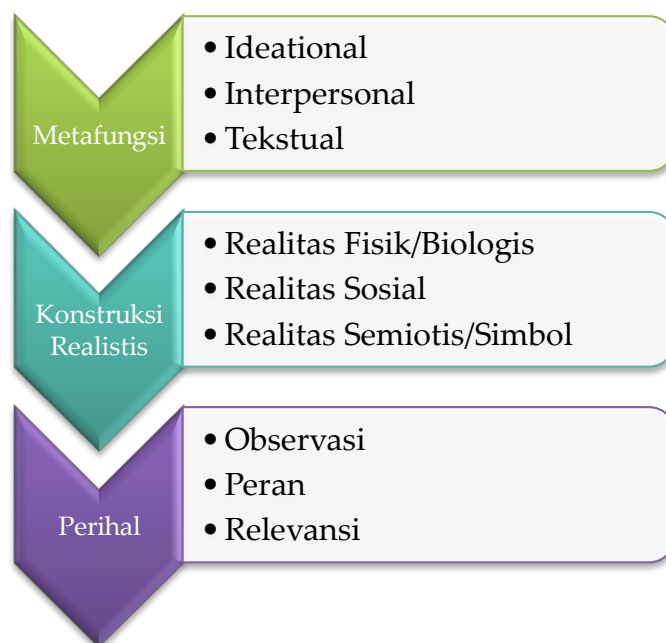 Metafungsi
• Ideational
• Interpersonal
• Tekstual
Konstruksi
Realistis
• Realitas Fisik/Biologis
• Realitas Sosial
• Realitas Semiotis/Simbol
Perihal
• Observasi
• Peran
• Relevansi